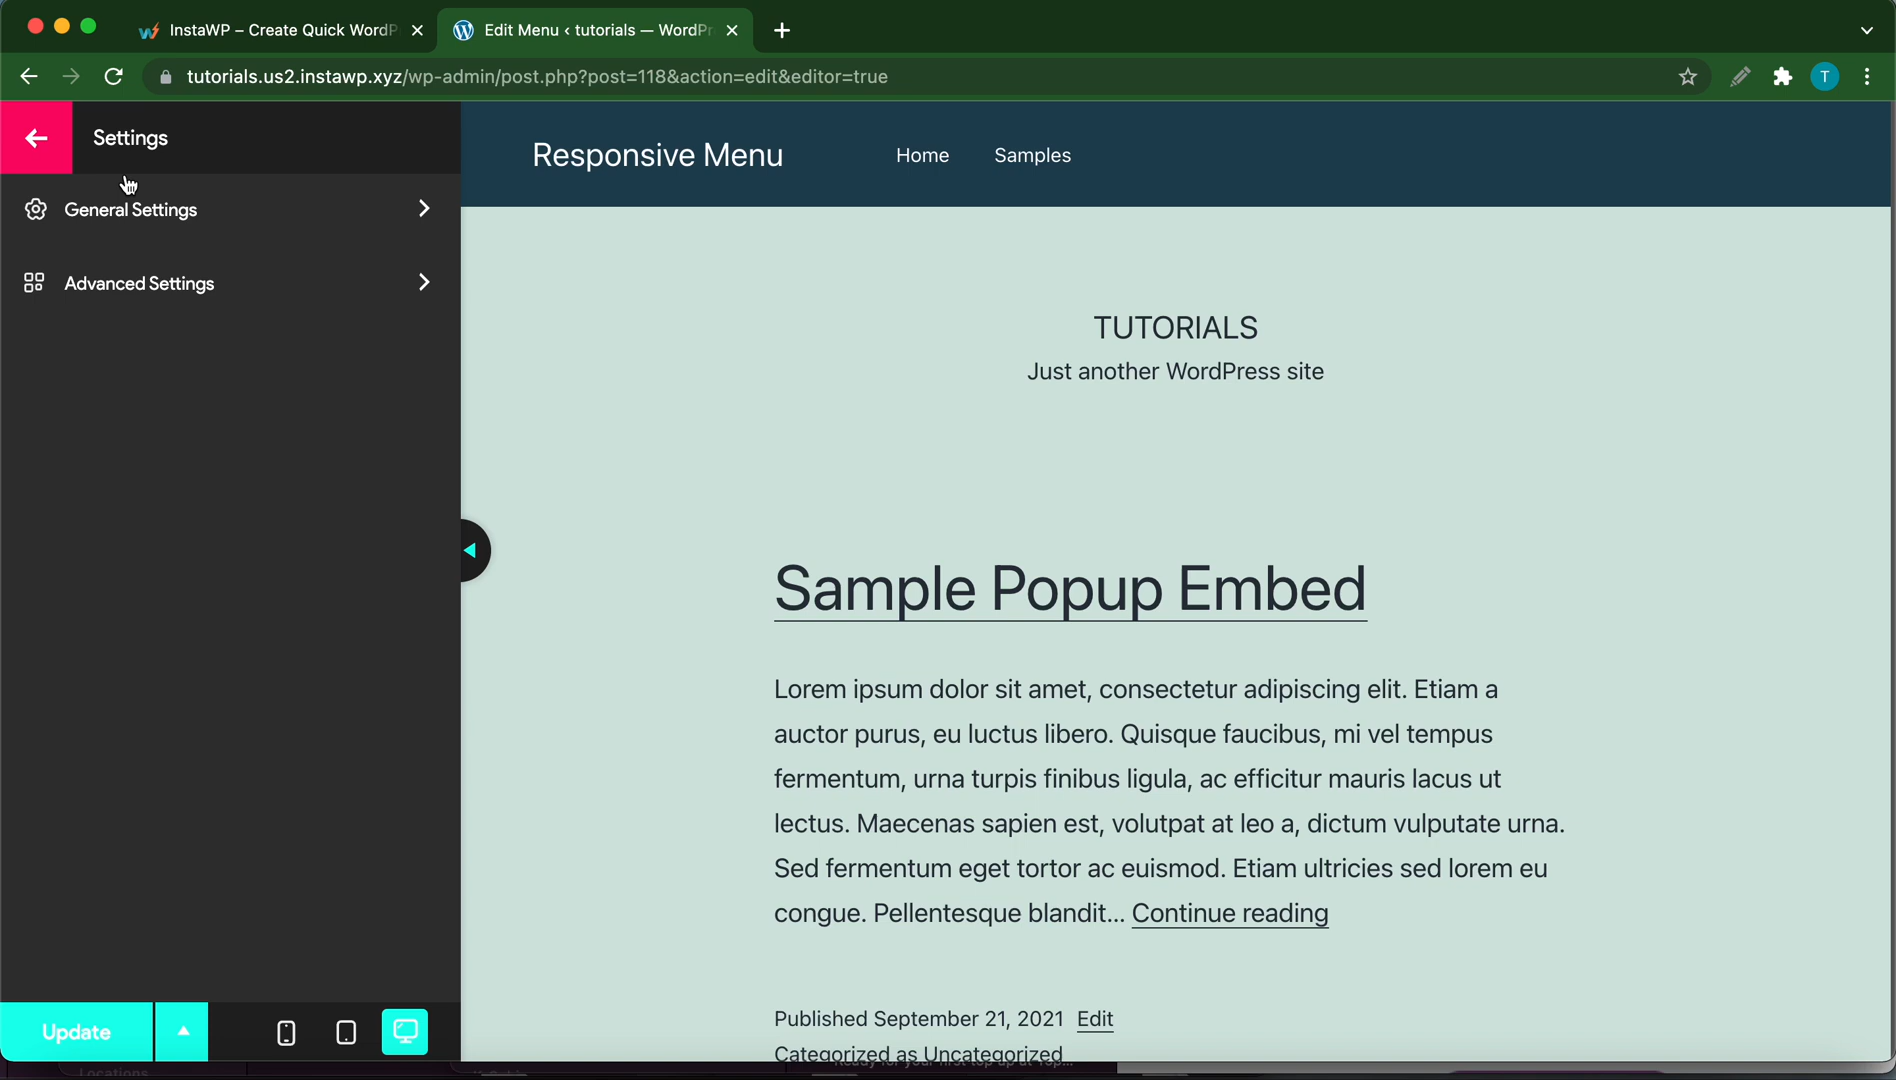 InstaWP – Create Quick WordP
Edit Menu ‹ tutorials — WordPr
tutorials.us2.instawp.xyz/wp-admin/post.php?post=118&action=edit&editor=true
T
Settings
General Settings
Advanced Settings
Update
Responsive Menu
Home
Samples
TUTORIALS
Just another WordPress site
Sample Popup Embed
Lorem ipsum dolor sit amet, consectetur adipiscing elit. Etiam a
auctor purus, eu luctus libero. Quisque faucibus, mi vel tempus
fermentum, urna turpis finibus ligula, ac efficitur mauris lacus ut
lectus. Maecenas sapien est, volutpat at leo a, dictum vulputate urna.
Sed fermentum eget tortor ac euismod. Etiam ultricies sed lorem eu
congue. Pellentesque blandit... Continue reading
Published September 21, 2021 Edit
Categorized as Uncategorized
Locations